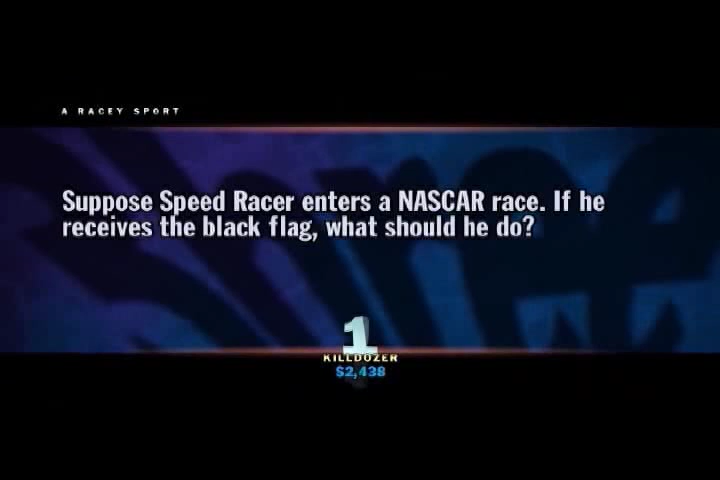 A RACEY SPORT
Suppose Speed Racer enters a NASCAR race. If he
receives the black flag, what should he do?
1
KILLDOZER
$2,438